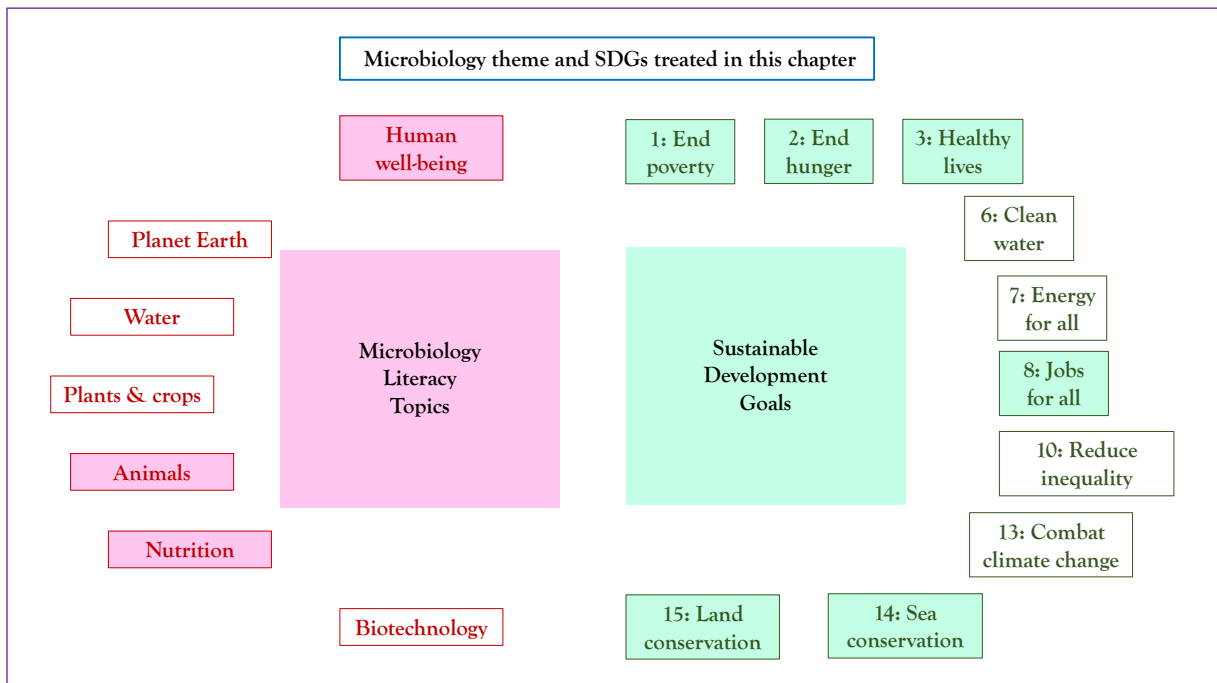 Microbiology theme and SDGs treated in this chapter
Human
well-being
Planet Earth
Water
Plants & crops
Animals
Nutrition
Biotechnology
Microbiology
Literacy
Topics
1: End
poverty
2: End
hunger
3: Healthy
lives
6: Clean
water
7: Energy
for all
8: Jobs
for all
10: Reduce
inequality
13: Combat
climate change
14: Sea
conservation
15: Land
conservation
Sustainable
Development
Goals